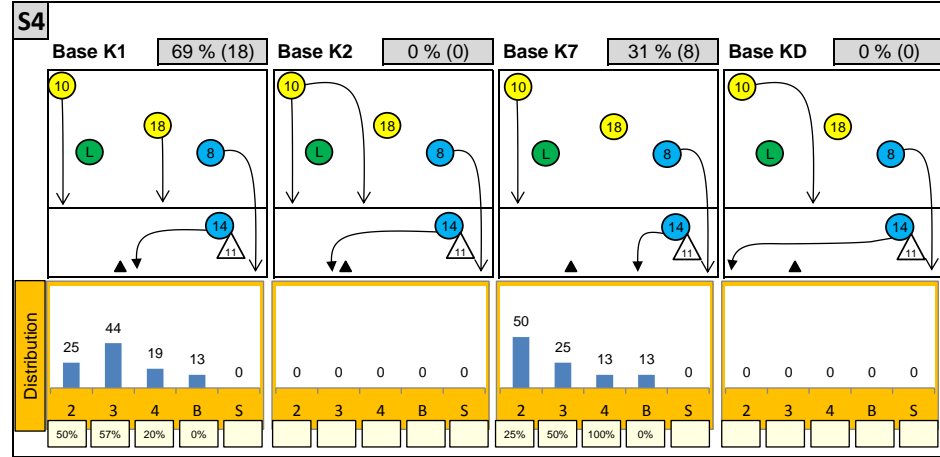 S4
Base K1 69 % (18) Base K2 0 % (0) Base K7 31 % (8) Base KD 0 % (0)
10 10 10 10
18 18 18 18
L 8 L 8 L 8 L 8
14 14 14 14
11 11 11 11
Distribution
25 44 19 13 0 0 0 0 0 0 50 25 13 13 0 0 0 0 0 0
2 3 4 B S 2 3 4 B S 2 3 4 B S 2 3 4 B S
50% 57% 20% 0% 25% 50% 100% 0%